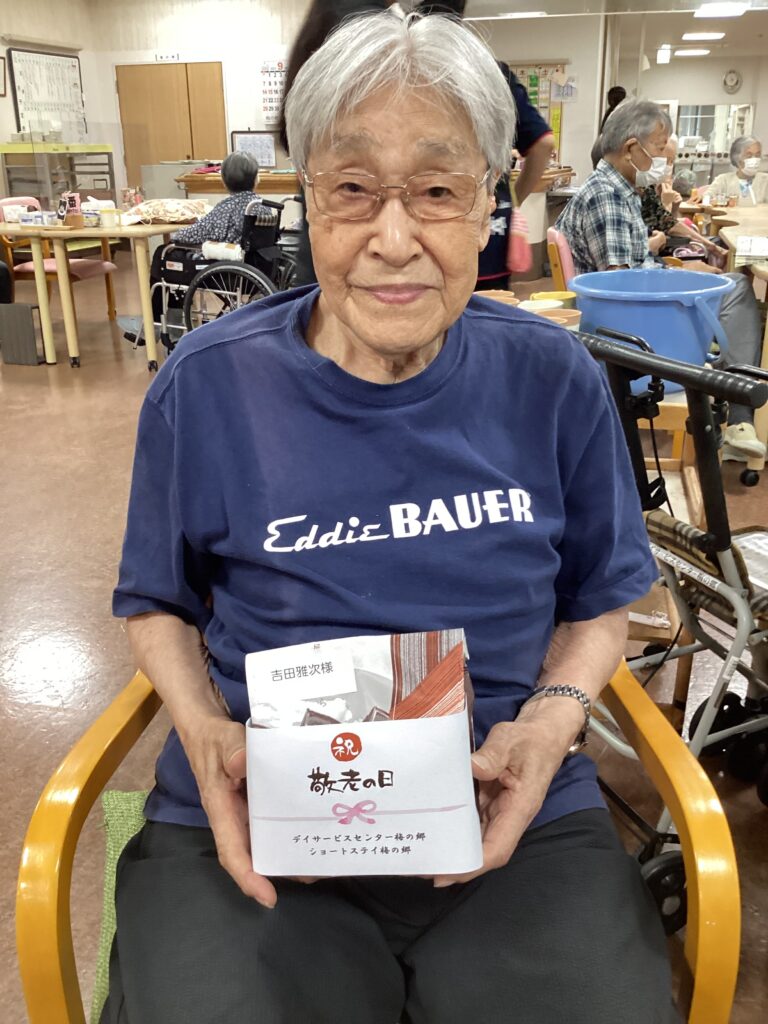 9
Eddie BAUER
吉田雅次様
祝
敬老の日
デイサービスセンター梅の郷
ショートステイ梅の郷